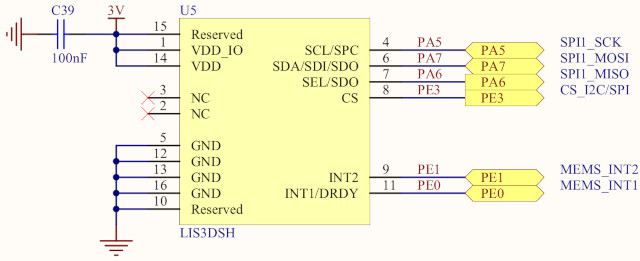 C39
100nF
3V
U5
15 Reserved
1 VDD_IO
14 VDD
3 NC
2 NC
5 GND
12 GND
13 GND
16 GND
10 Reserved
SCL/SPC 4 PA5 PA5 SPI1_SCK
SDA/SDI/SDO 6 PA7 PA7 SPI1_MOSI
SEL/SDO 7 PA6 PA6 SPI1_MISO
CS 8 PE3 PE3 CS_I2C/SPI
INT2 9 PE1 PE1 MEMS_INT2
INT1/DRDY 11 PE0 PE0 MEMS_INT1
LIS3DSH